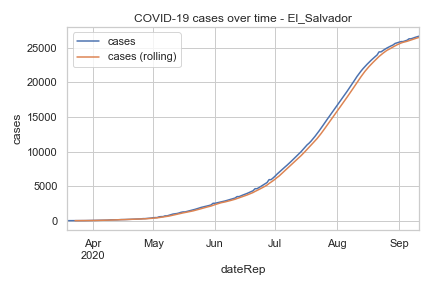 COVID-19 cases over time - El_Salvador
cases
cases (rolling)
25000
20000
15000
10000
5000
0
cases
Apr
2020
May
Jun
Jul
Aug
Sep
dateRep